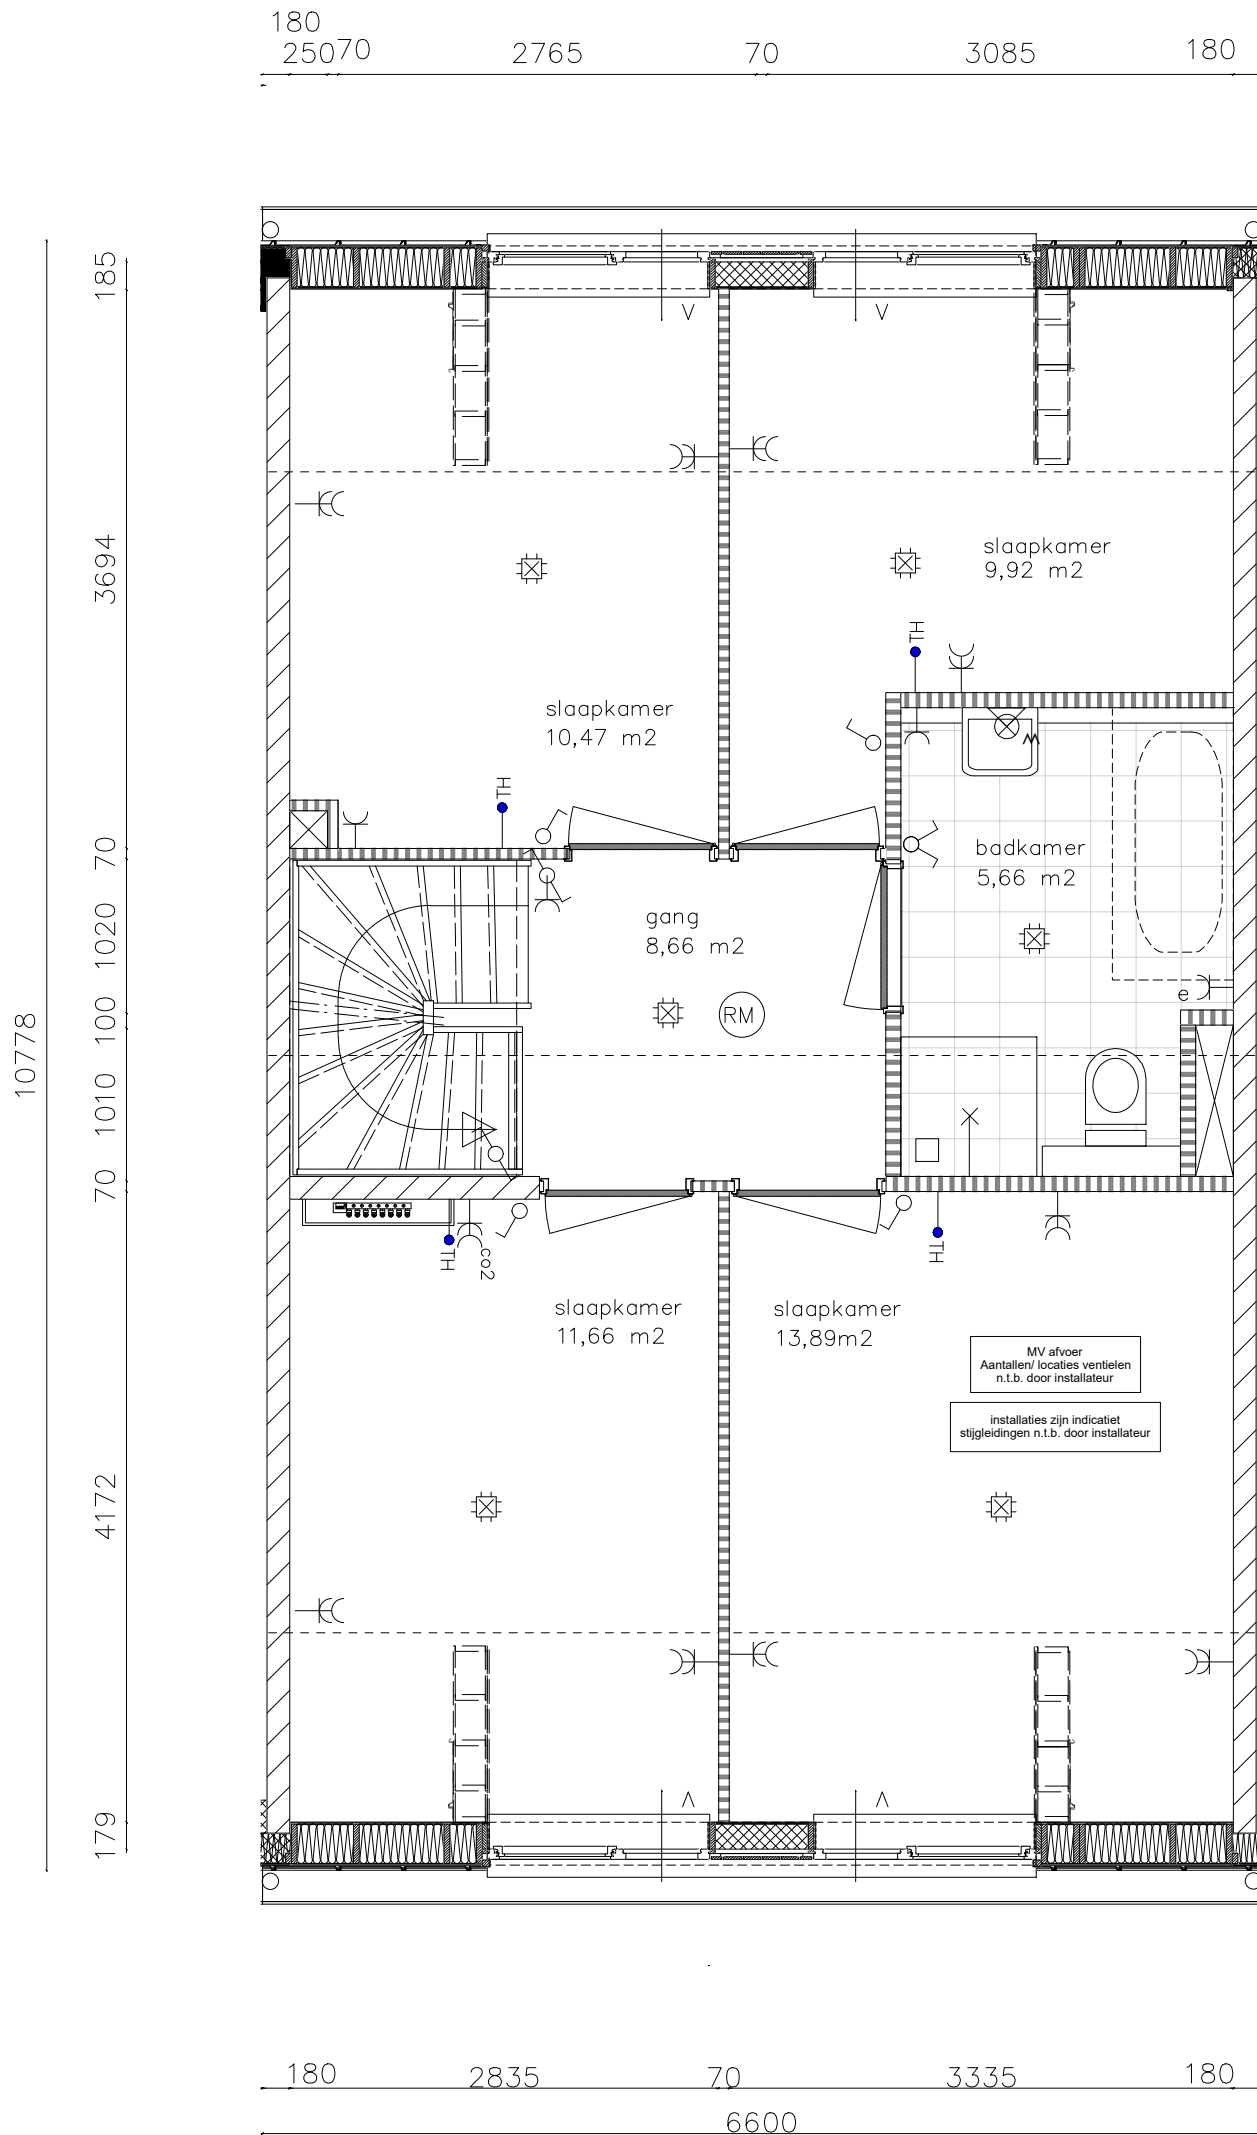 180
250 70 2765 70 3085 180
185
3694
70
1020
100
1010
70
4172
179
10778
slaapkamer
9,92 m2
TH
slaapkamer
10,47 m2
TH
badkamer
5,66 m2
gang
8,66 m2
RM
e
TH
co2
TH
slaapkamer
11,66 m2
slaapkamer
13,89m2
MV afvoer
Aantallen/ locaties ventielen
n.t.b. door installateur
installaties zijn indicatiet
stijgleidingen n.t.b. door installateur
180 2835 70 3335 180
6600